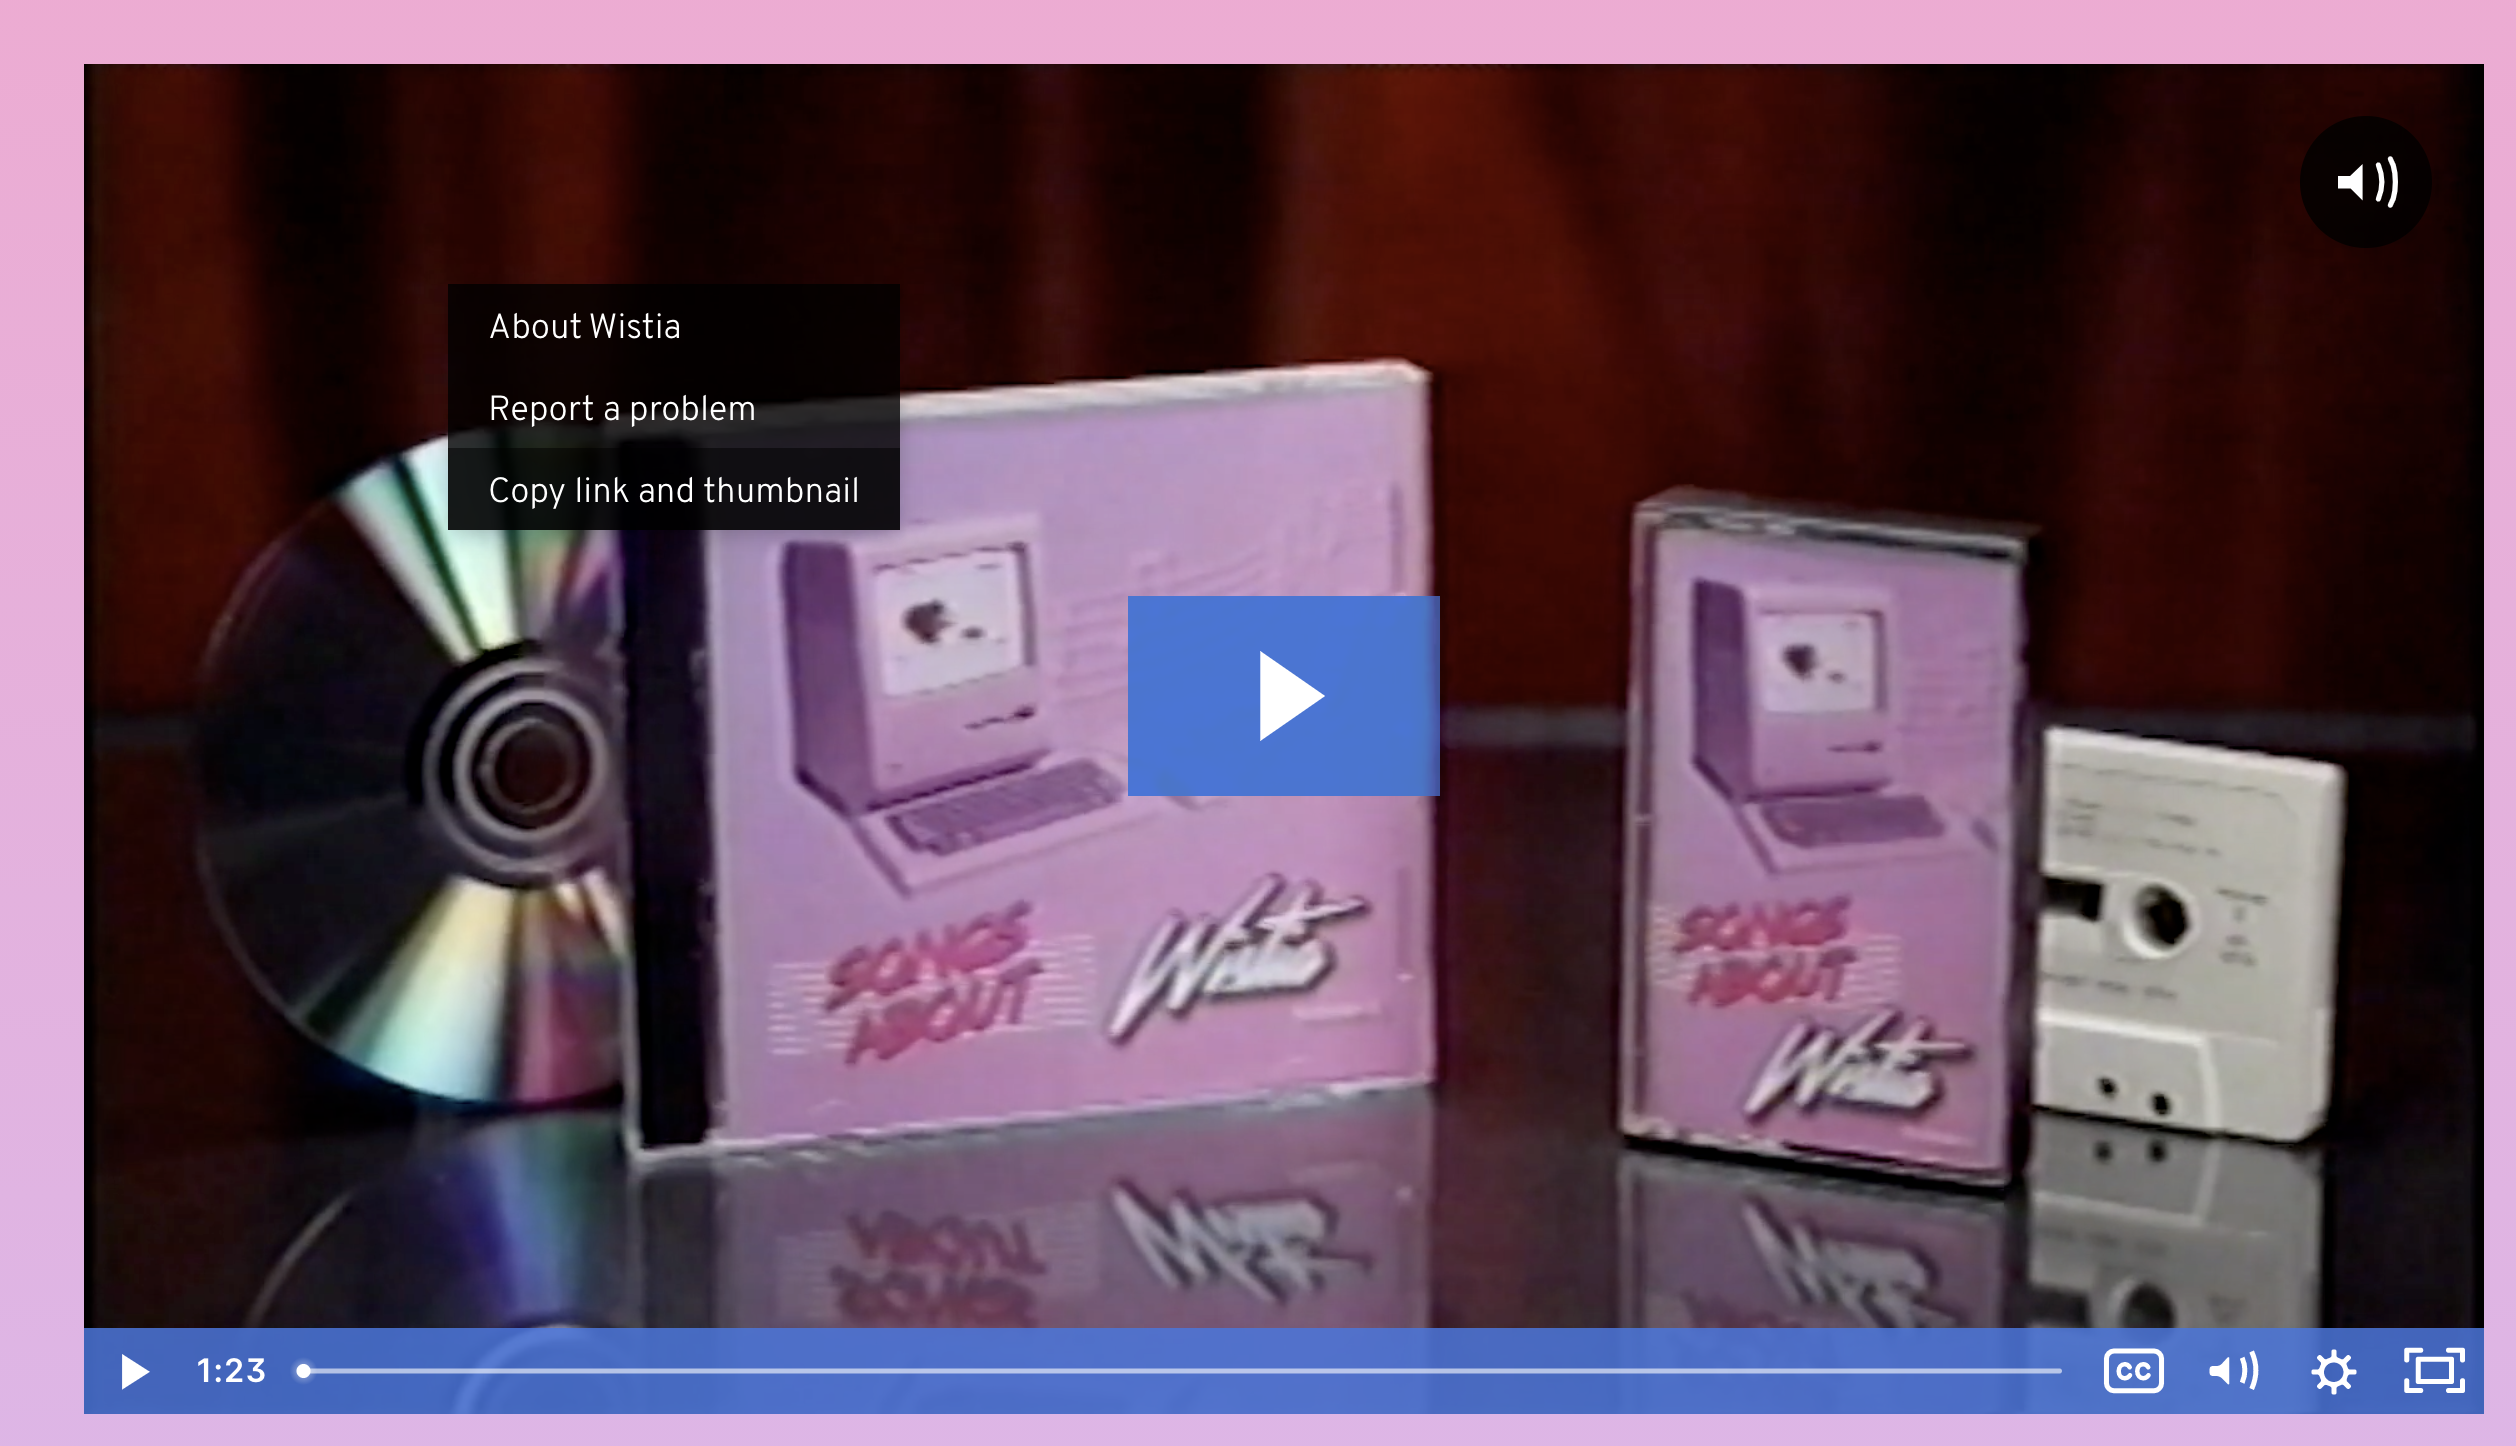 About Wistia
Report a problem
Copy link and thumbnail
SONGS
ABOUT
Wistia
SONGS
ABOUT
Wistia
1:23
CC